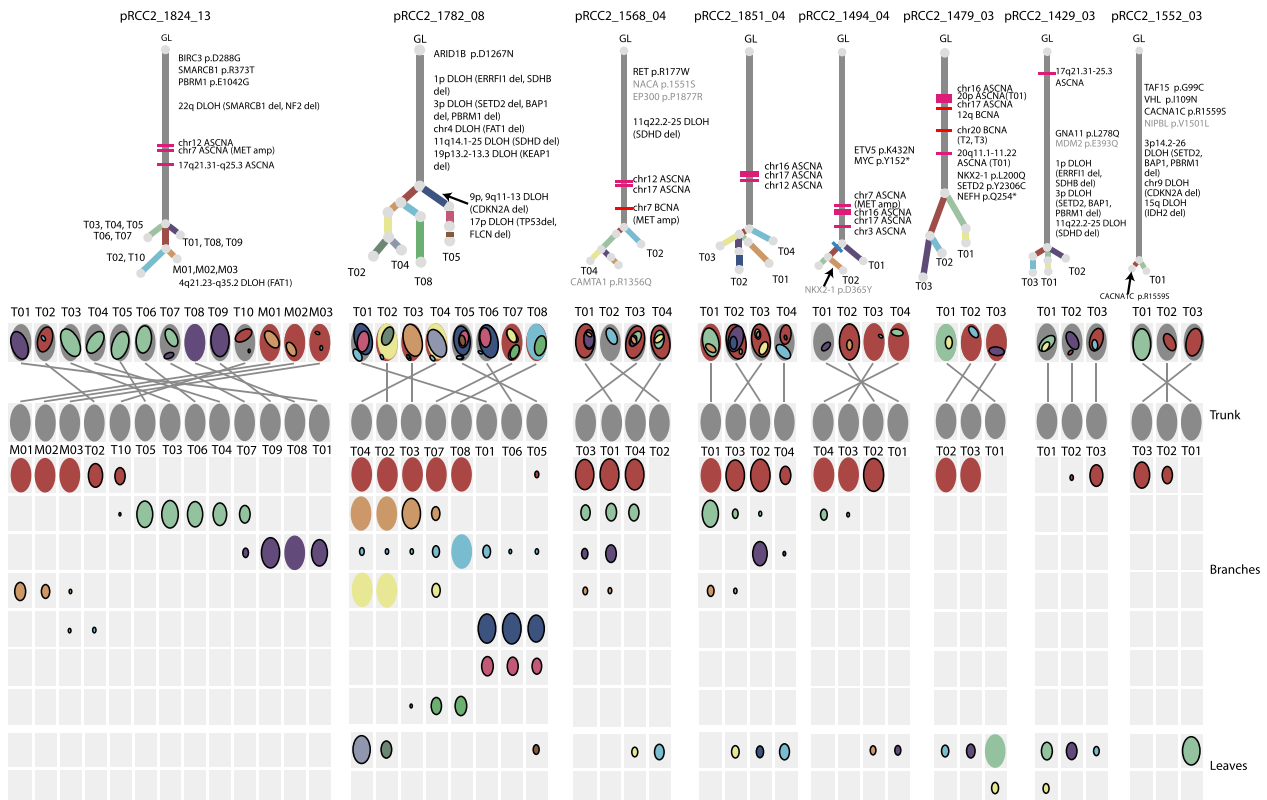 pRCC2_1824_13
GL
BIRC3 p.D288G
SMARCB1 p.R373T
PBRM1 p.E1042G
22q DLOH (SMARCB1 del, NF2 del)
chr12 ASCNA
chr7 ASCNA (MET amp)
17q21.31-q25.3 ASCNA
T03, T04, T05
T06, T07
T01, T08, T09
T02, T10
M01,M02,M03
4q21.23-q35.2 DLOH (FAT1)
pRCC2_1782_08
GL
ARID1B p.D1267N
1p DLOH (ERRFI1 del, SDHB
del)
3p DLOH (SETD2 del, BAP1
del, PBRM1 del)
chr4 DLOH (FAT1 del)
11q14.1-25 DLOH (SDHD del)
19p13.2-13.3 DLOH (KEAP1
del)
9p, 9q11-13 DLOH
(CDKN2A del)
17p DLOH (TP53del,
FLCN del)
T02
T04
T05
T08
pRCC2_1568_04
GL
RET p.R177W
NACA p.1551S
EP300 p.P1877R
11q22.2-25 DLOH
(SDHD del)
chr12 ASCNA
chr17 ASCNA
chr7 BCNA
(MET amp)
T02
T04
CAMTA1 p.R1356Q
pRCC2_1851_04
GL
chr16 ASCNA
chr17 ASCNA
chr12 ASCNA
T03
T04
T02
T01
pRCC2_1494_04
GL
ETV5 p.K432N
MYC p.Y152*
chr7 ASCNA
(MET amp)
chr16 ASCNA
chr17 ASCNA
chr3 ASCNA
T01
T02
NKX2-1 p.D365Y
pRCC2_1479_03
GL
chr16 ASCNA
20p ASCNA(T01)
chr17 ASCNA
12q BCNA
chr20 BCNA
(T2, T3)
20q11.1-11.22
ASCNA (T01)
NKX2-1 p.L200Q
SETD2 p.Y2306C
NEFH p.Q254*
T01
T02
T03
pRCC2_1429_03
GL
17q21.31-25.3
ASCNA
GNA11 p.L278Q
MDM2 p.E393Q
1p DLOH
(ERRFI1 del,
SDHB del)
3p DLOH
(SETD2, BAP1,
PBRM1 del)
11q22.2-25 DLOH
(SDHD del)
T02
T03 T01
pRCC2_1552_03
GL
TAF15 p.G99C
VHL p.I109N
CACNA1C p.R1559S
NIPBL p.V1501L
3p14.2-26
DLOH (SETD2,
BAP1, PBRM1
del)
chr9 DLOH
(CDKN2A del)
15q DLOH
(IDH2 del)
T01
CACNA1C p.R1559S
T01 T02 T03 T04 T05 T06 T07 T08 T09 T10 M01 M02 M03
T01 T02 T03 T04 T05 T06 T07 T08
T01 T02 T03 T04
T01 T02 T03 T04
T01 T02 T03 T04
T01 T02 T03
T01 T02 T03
T01 T02 T03
Trunk
M01 M02 M03 T02 T10 T05 T03 T06 T04 T07 T09 T08 T01
T04 T02 T03 T07 T08 T01 T06 T05
T03 T01 T04 T02
T01 T03 T02 T04
T04 T03 T02 T01
T02 T03 T01
T01 T02 T03
T03 T02 T01
Branches
Leaves